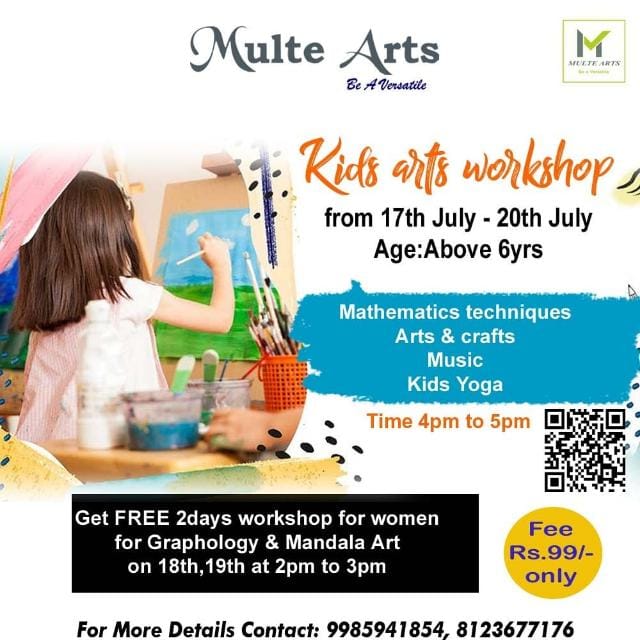 Multe Arts
Be A Versatile
MULTE ARTS
Be a Versatile
Kids arts workshop
from 17th July - 20th July
Age:Above 6yrs
Mathematics techniques
Arts & crafts
Music
Kids Yoga
Time 4pm to 5pm
Get FREE 2days workshop for women
for Graphology & Mandala Art
on 18th,19th at 2pm to 3pm
Fee
Rs.99/-
only
For More Details Contact: 9985941854, 8123677176